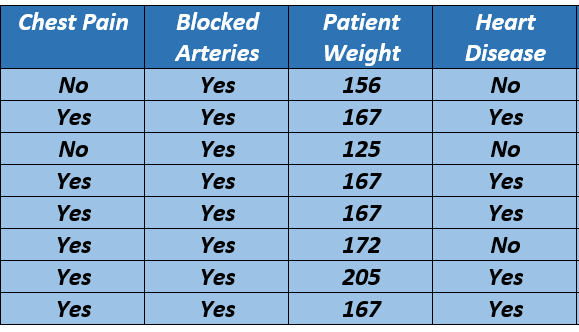 Chest Pain Blocked Arteries Patient Weight Heart Disease
No Yes 156 No
Yes Yes 167 Yes
No Yes 125 No
Yes Yes 167 Yes
Yes Yes 167 Yes
Yes Yes 172 No
Yes Yes 205 Yes
Yes Yes 167 Yes